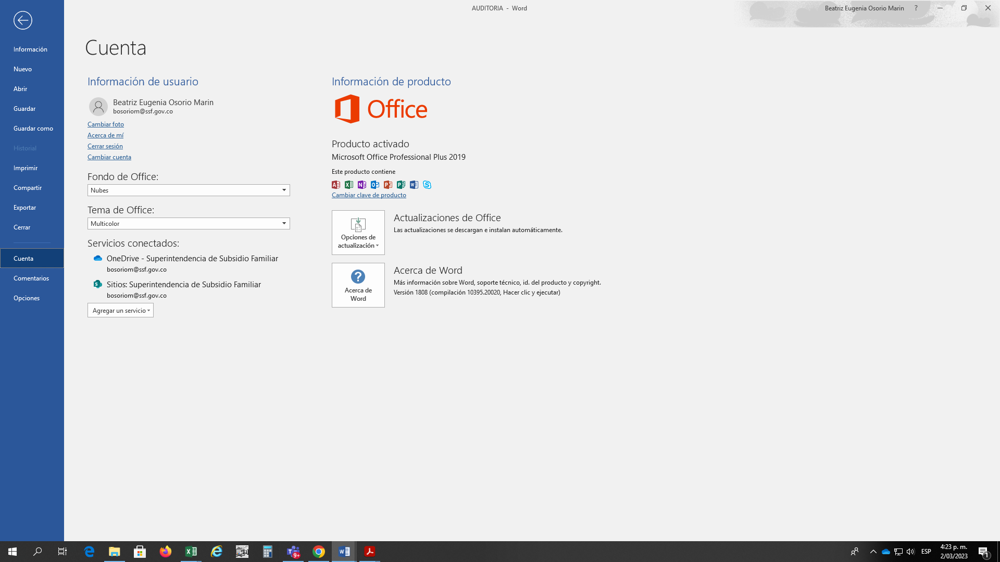 AUDITORIA - Word
Beatriz Eugenia Osorio Marin
?
Información
Nuevo
Abrir
Guardar
Guardar como
Historial
Imprimir
Compartir
Exportar
Cerrar
Cuenta
Comentarios
Opciones
Cuenta
Información de usuario
Beatriz Eugenia Osorio Marin
bosoriom@ssf.gov.co
Cambiar foto
Acerca de mí
Cerrar sesión
Cambiar cuenta
Fondo de Office:
Nubes
Tema de Office:
Multicolor
Servicios conectados:
OneDrive - Superintendencia de Subsidio Familiar
bosoriom@ssf.gov.co
Sitios: Superintendencia de Subsidio Familiar
bosoriom@ssf.gov.co
Agregar un servicio
Información de producto
Office
Producto activado
Microsoft Office Professional Plus 2019
Este producto contiene
Cambiar clave de producto
Opciones de
actualización
Actualizaciones de Office
Las actualizaciones se descargan e instalan automáticamente.
Acerca de
Word
Acerca de Word
Más información sobre Word, soporte técnico, id. del producto y copyright.
Versión 1808 (compilación 10395.20020, Hacer clic y ejecutar)
9+
ESP
4:23 p. m.
2/03/2023
1